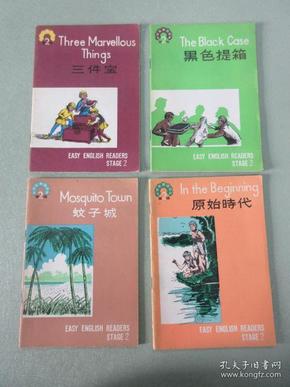 2
Three Marvellous
Things
三件宝
EASY ENGLISH READERS
STAGE 2
The Black Case
黑色提箱
EASY ENGLISH READERS
STAGE 2
Mosquito Town
蚊子城
EASY ENGLISH READERS
STAGE 2
In the Beginning
原始時代
EASY ENGLISH READERS
STAGE 2
孔夫子旧书网